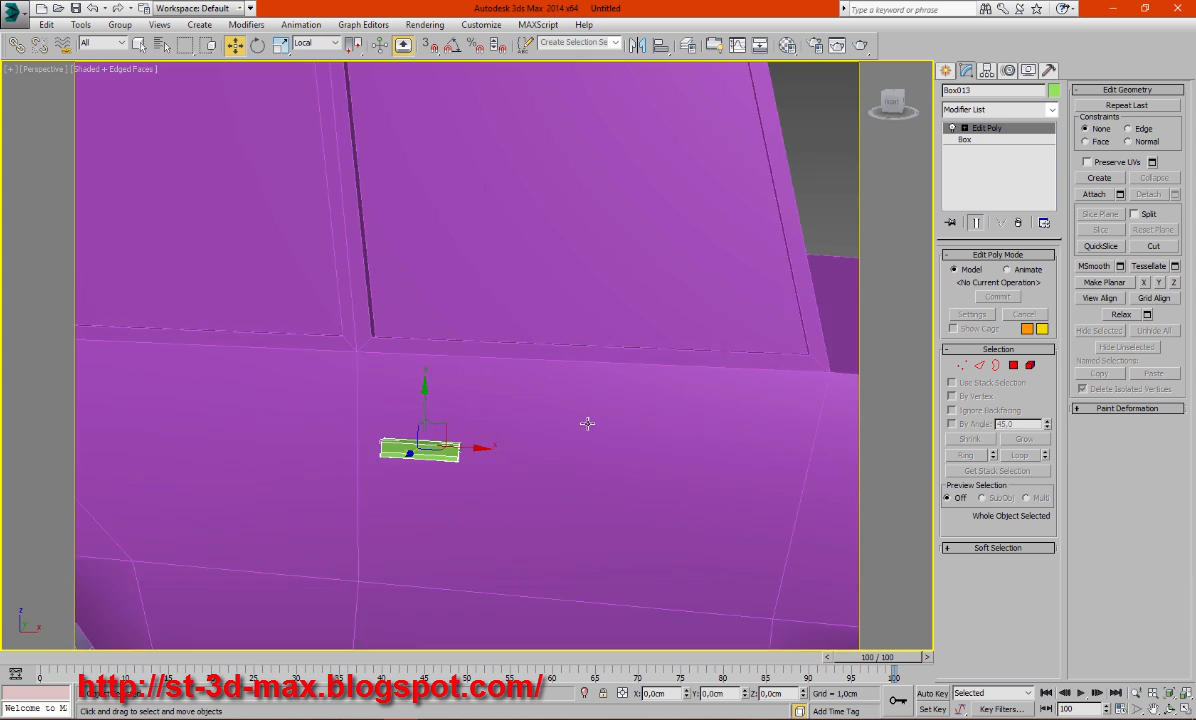 Workspace: Default
Autodesk 3ds Max 2014 x64 Untitled
Type a keyword or phrase
Edit Tools Group Views Create Modifiers Animation Graph Editors Rendering Customize MAXScript Help
All
Local
Create Selection Se
[+] [Perspective] [Shaded + Edged Faces]
Box013
Modifier List
Edit Poly
Box
Edit Poly Mode
Model Animate
<No Current Operation>
Commit
Settings Cancel
Show Cage
Selection
Use Stack Selection
By Vertex
Ignore Backfacing
By Angle: 45,0
Shrink Grow
Ring Loop
Get Stack Selection
Preview Selection
Off SubObj Multi
Whole Object Selected
Soft Selection
Edit Geometry
Repeat Last
Constraints
None Edge
Face Normal
Preserve UVs
Create Collapse
Attach Detach
Slice Plane Split
Slice Reset Plane
QuickSlice Cut
MSmooth Tessellate
Make Planar X Y Z
View Align Grid Align
Relax
Hide Selected Unhide All
Hide Unselected
Named Selections:
Copy Paste
Delete Isolated Vertices
Paint Deformation
x
z
x
100 / 100
0
85 90 95 100
http://st-3d-max.blogspot.com/
X: 0,0cm Y: 0,0cm Z: 0,0cm Grid = 1,0cm
Auto Key Selected
Welcome to M
Click and drag to select and move objects
Add Time Tag
Set Key Key Filters... 100